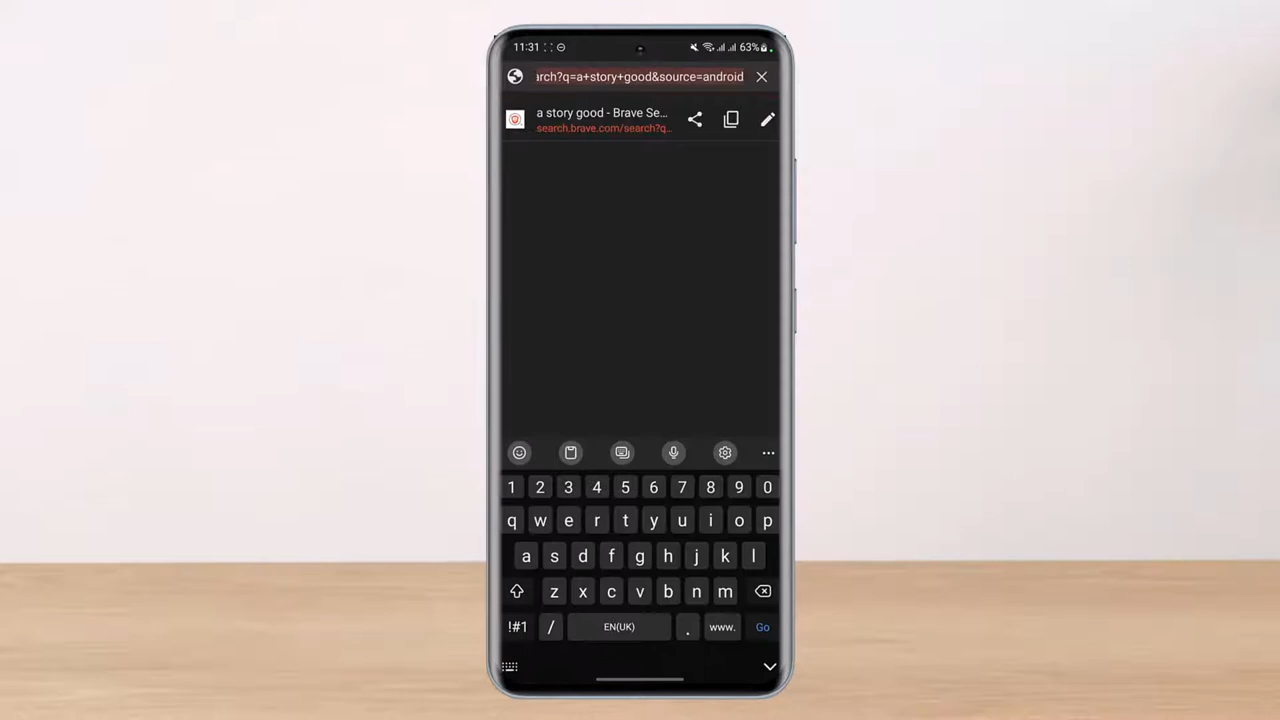 11:31 63%
arch?q=a+story+good&source=android
a story good - Brave Se...
search.brave.com/search?q...
1 2 3 4 5 6 7 8 9 0
q w e r t y u i o p
a s d f g h j k l
z x c v b n m
!#1 / EN(UK) . www. Go